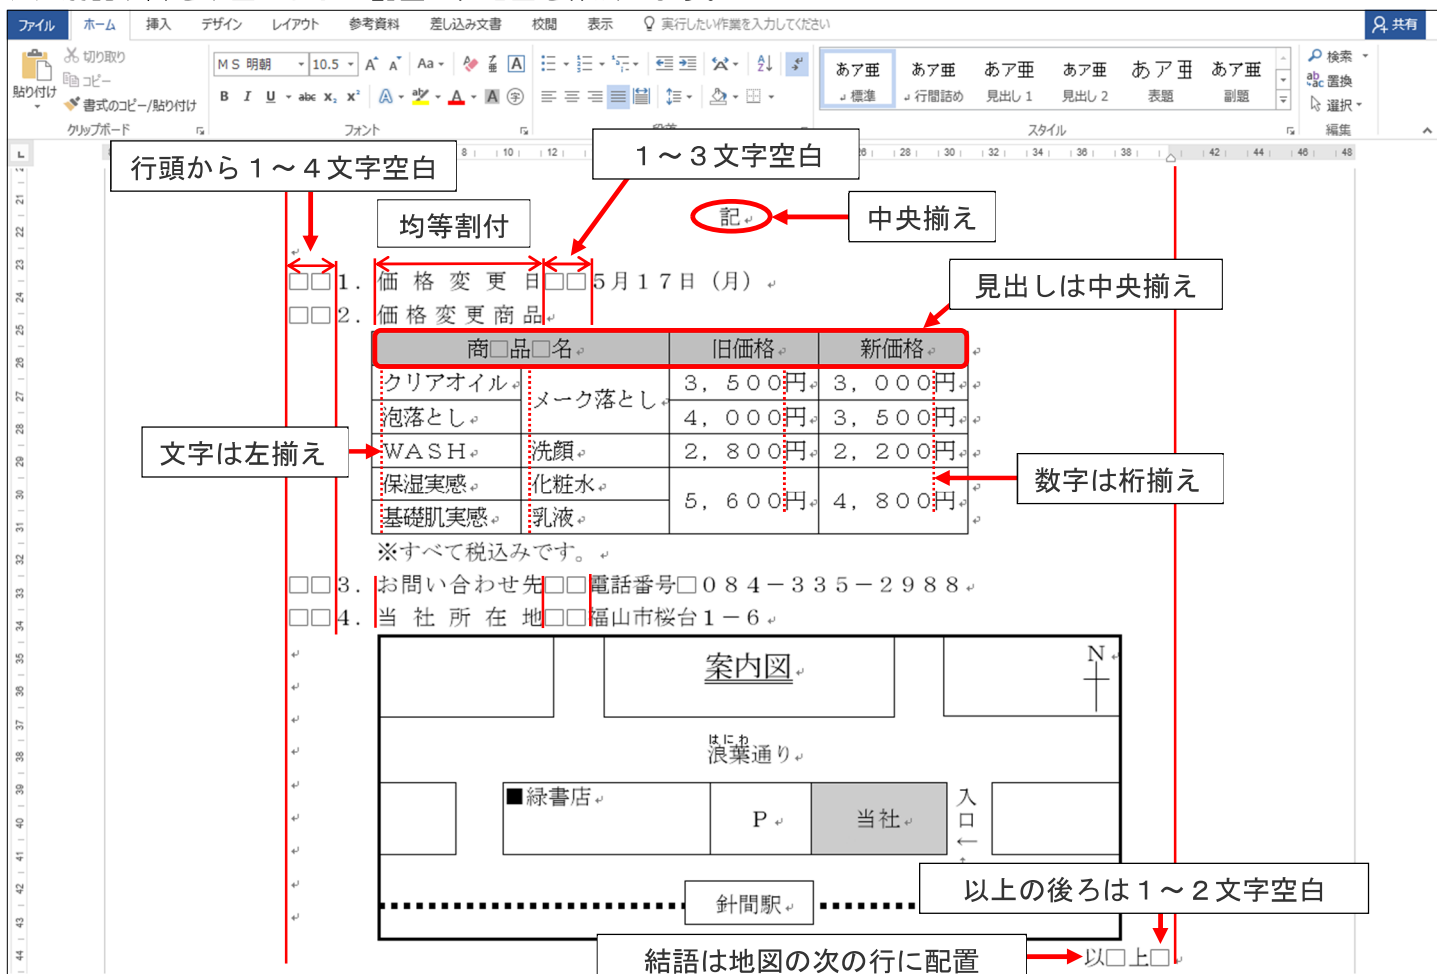 ファイル ホーム 挿入 デザイン レイアウト 参考資料 差し込み文書 校閲 表示 実行したい作業を入力してください 共有
切り取り
コピー
貼り付け
書式のコピー/貼り付け
クリップボード
ＭＳ 明朝 10.5
フォント
あア亜 標準
あア亜 行間詰め
あア亜 見出し 1
あア亜 見出し 2
あア亜 表題
あア亜 副題
スタイル
検索
置換
選択
編集
行頭から１～４文字空白
１～３文字空白
均等割付
記
中央揃え
□□１．価格変更日□□５月１７日（月）
見出しは中央揃え
□□２．価格変更商品
商□品□名 旧価格 新価格
クリアオイル メーク落とし ３，５００円 ３，０００円
泡落とし ４，０００円 ３，５００円
文字は左揃え
ＷＡＳＨ 洗顔 ２，８００円 ２，２００円
保湿実感 化粧水 ５，６００円 ４，８００円
数字は桁揃え
基礎肌実感 乳液
※すべて税込みです。
□□３．お問い合わせ先□□電話番号□０８４－３３５－２９８８
□□４．当社所在地□□福山市桜台１－６
案内図
N
はにわ
浪葉通り
■緑書店
Ｐ
当社
入口←
以上の後ろは１～２文字空白
針間駅
結語は地図の次の行に配置
以□上□